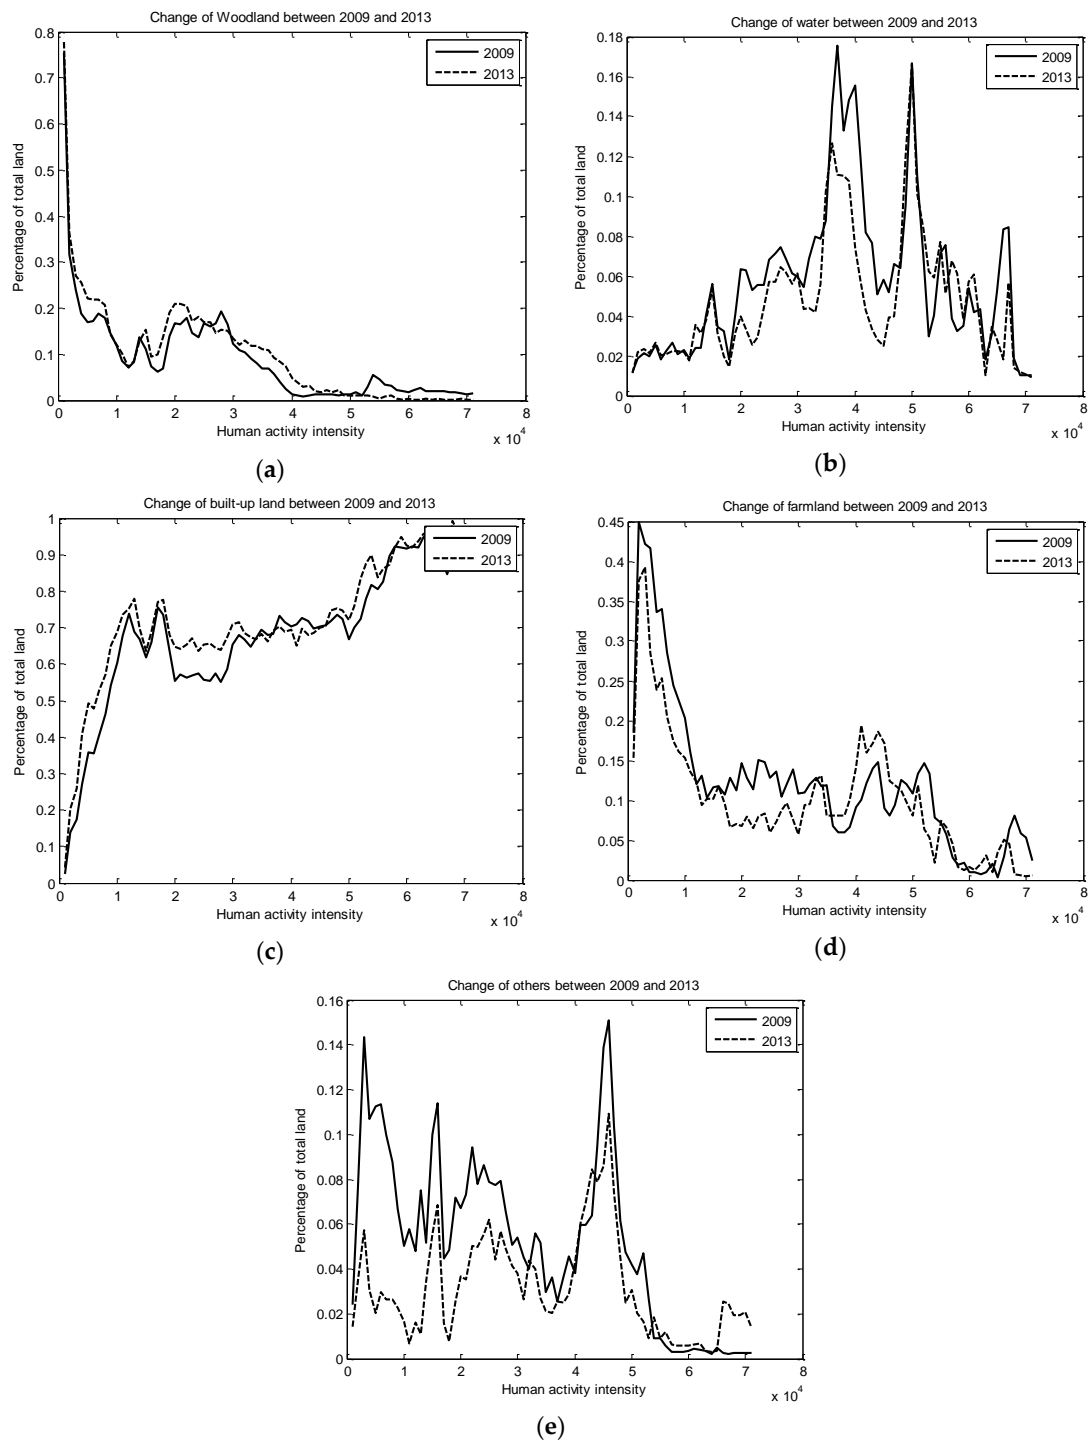 Change of Woodland between 2009 and 2013
0.8
0.7
0.6
0.5
0.4
0.3
0.2
0.1
0
Percentage of total land
2009
2013
0 1 2 3 4 5 6 7 8
Human activity intensity
x 10^4
(a)
Change of water between 2009 and 2013
0.18
0.16
0.14
0.12
0.1
0.08
0.06
0.04
0.02
0
Percentage of total land
2009
2013
0 1 2 3 4 5 6 7 8
Human activity intensity
x 10^4
(b)
Change of built-up land between 2009 and 2013
1
0.9
0.8
0.7
0.6
0.5
0.4
0.3
0.2
0.1
0
Percentage of total land
2009
2013
0 1 2 3 4 5 6 7 8
Human activity intensity
x 10^4
(c)
Change of farmland between 2009 and 2013
0.45
0.4
0.35
0.3
0.25
0.2
0.15
0.1
0.05
0
Percentage of total land
2009
2013
0 1 2 3 4 5 6 7 8
Human activity intensity
x 10^4
(d)
Change of others between 2009 and 2013
0.16
0.14
0.12
0.1
0.08
0.06
0.04
0.02
0
Percentage of total land
2009
2013
0 1 2 3 4 5 6 7 8
Human activity intensity
x 10^4
(e)